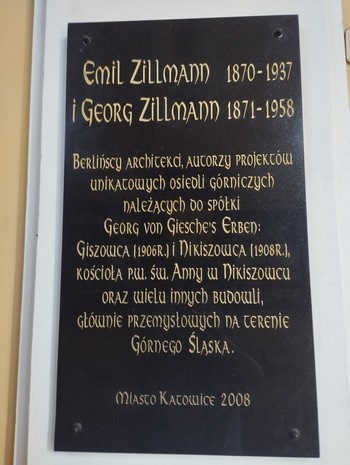 Emil Zillmann 1870-1937
i Georg Zillmann 1871-1958
Berlińscy architekci, autorzy projektów
unikatowych osiedli górniczych
należących do spółki
Georg von Giesche's Erben:
Giszowca (1906r.) i Nikiszowca (1908r.),
kościoła p.w. św. Anny w Nikiszowcu
oraz wielu innych budowli,
głównie przemysłowych na terenie
Górnego Śląska.
Miasto Katowice 2008